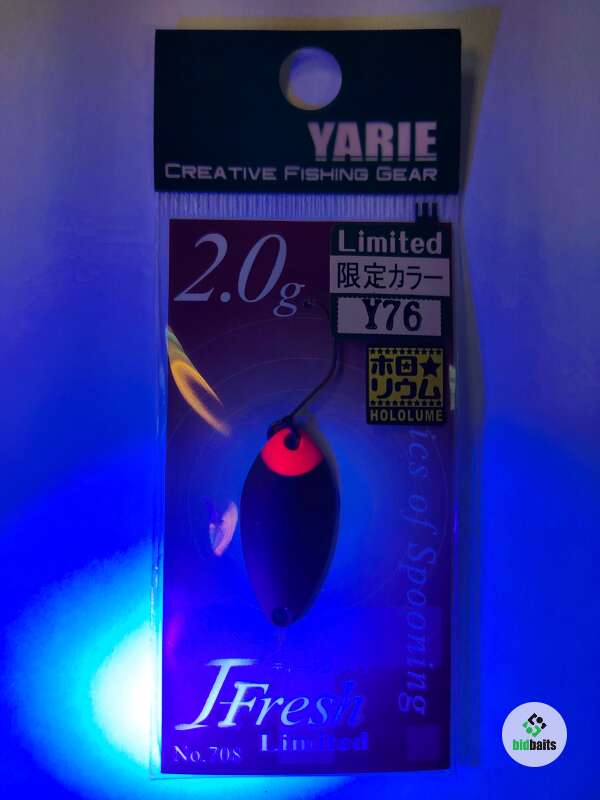 YARIE
CREATIVE FISHING GEAR
2.0g
Limited
限定カラー
Y76
ホロ★
リウム
HOLOLUME
ics of Spooning
T-Fresh
Limited
No.708
bidbaits